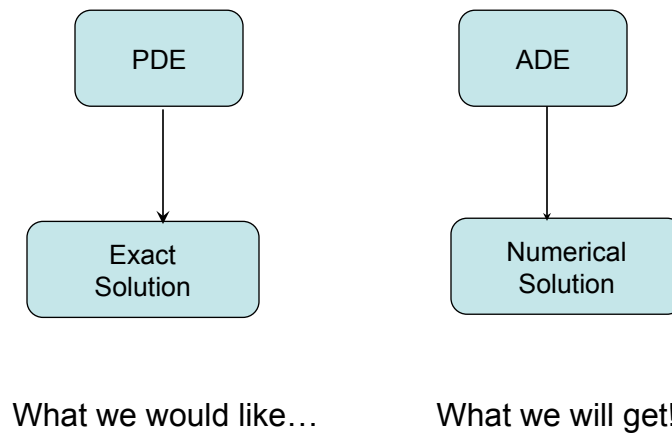 PDE
ADE
Exact
Solution
Numerical
Solution
What we would like…
What we will get!